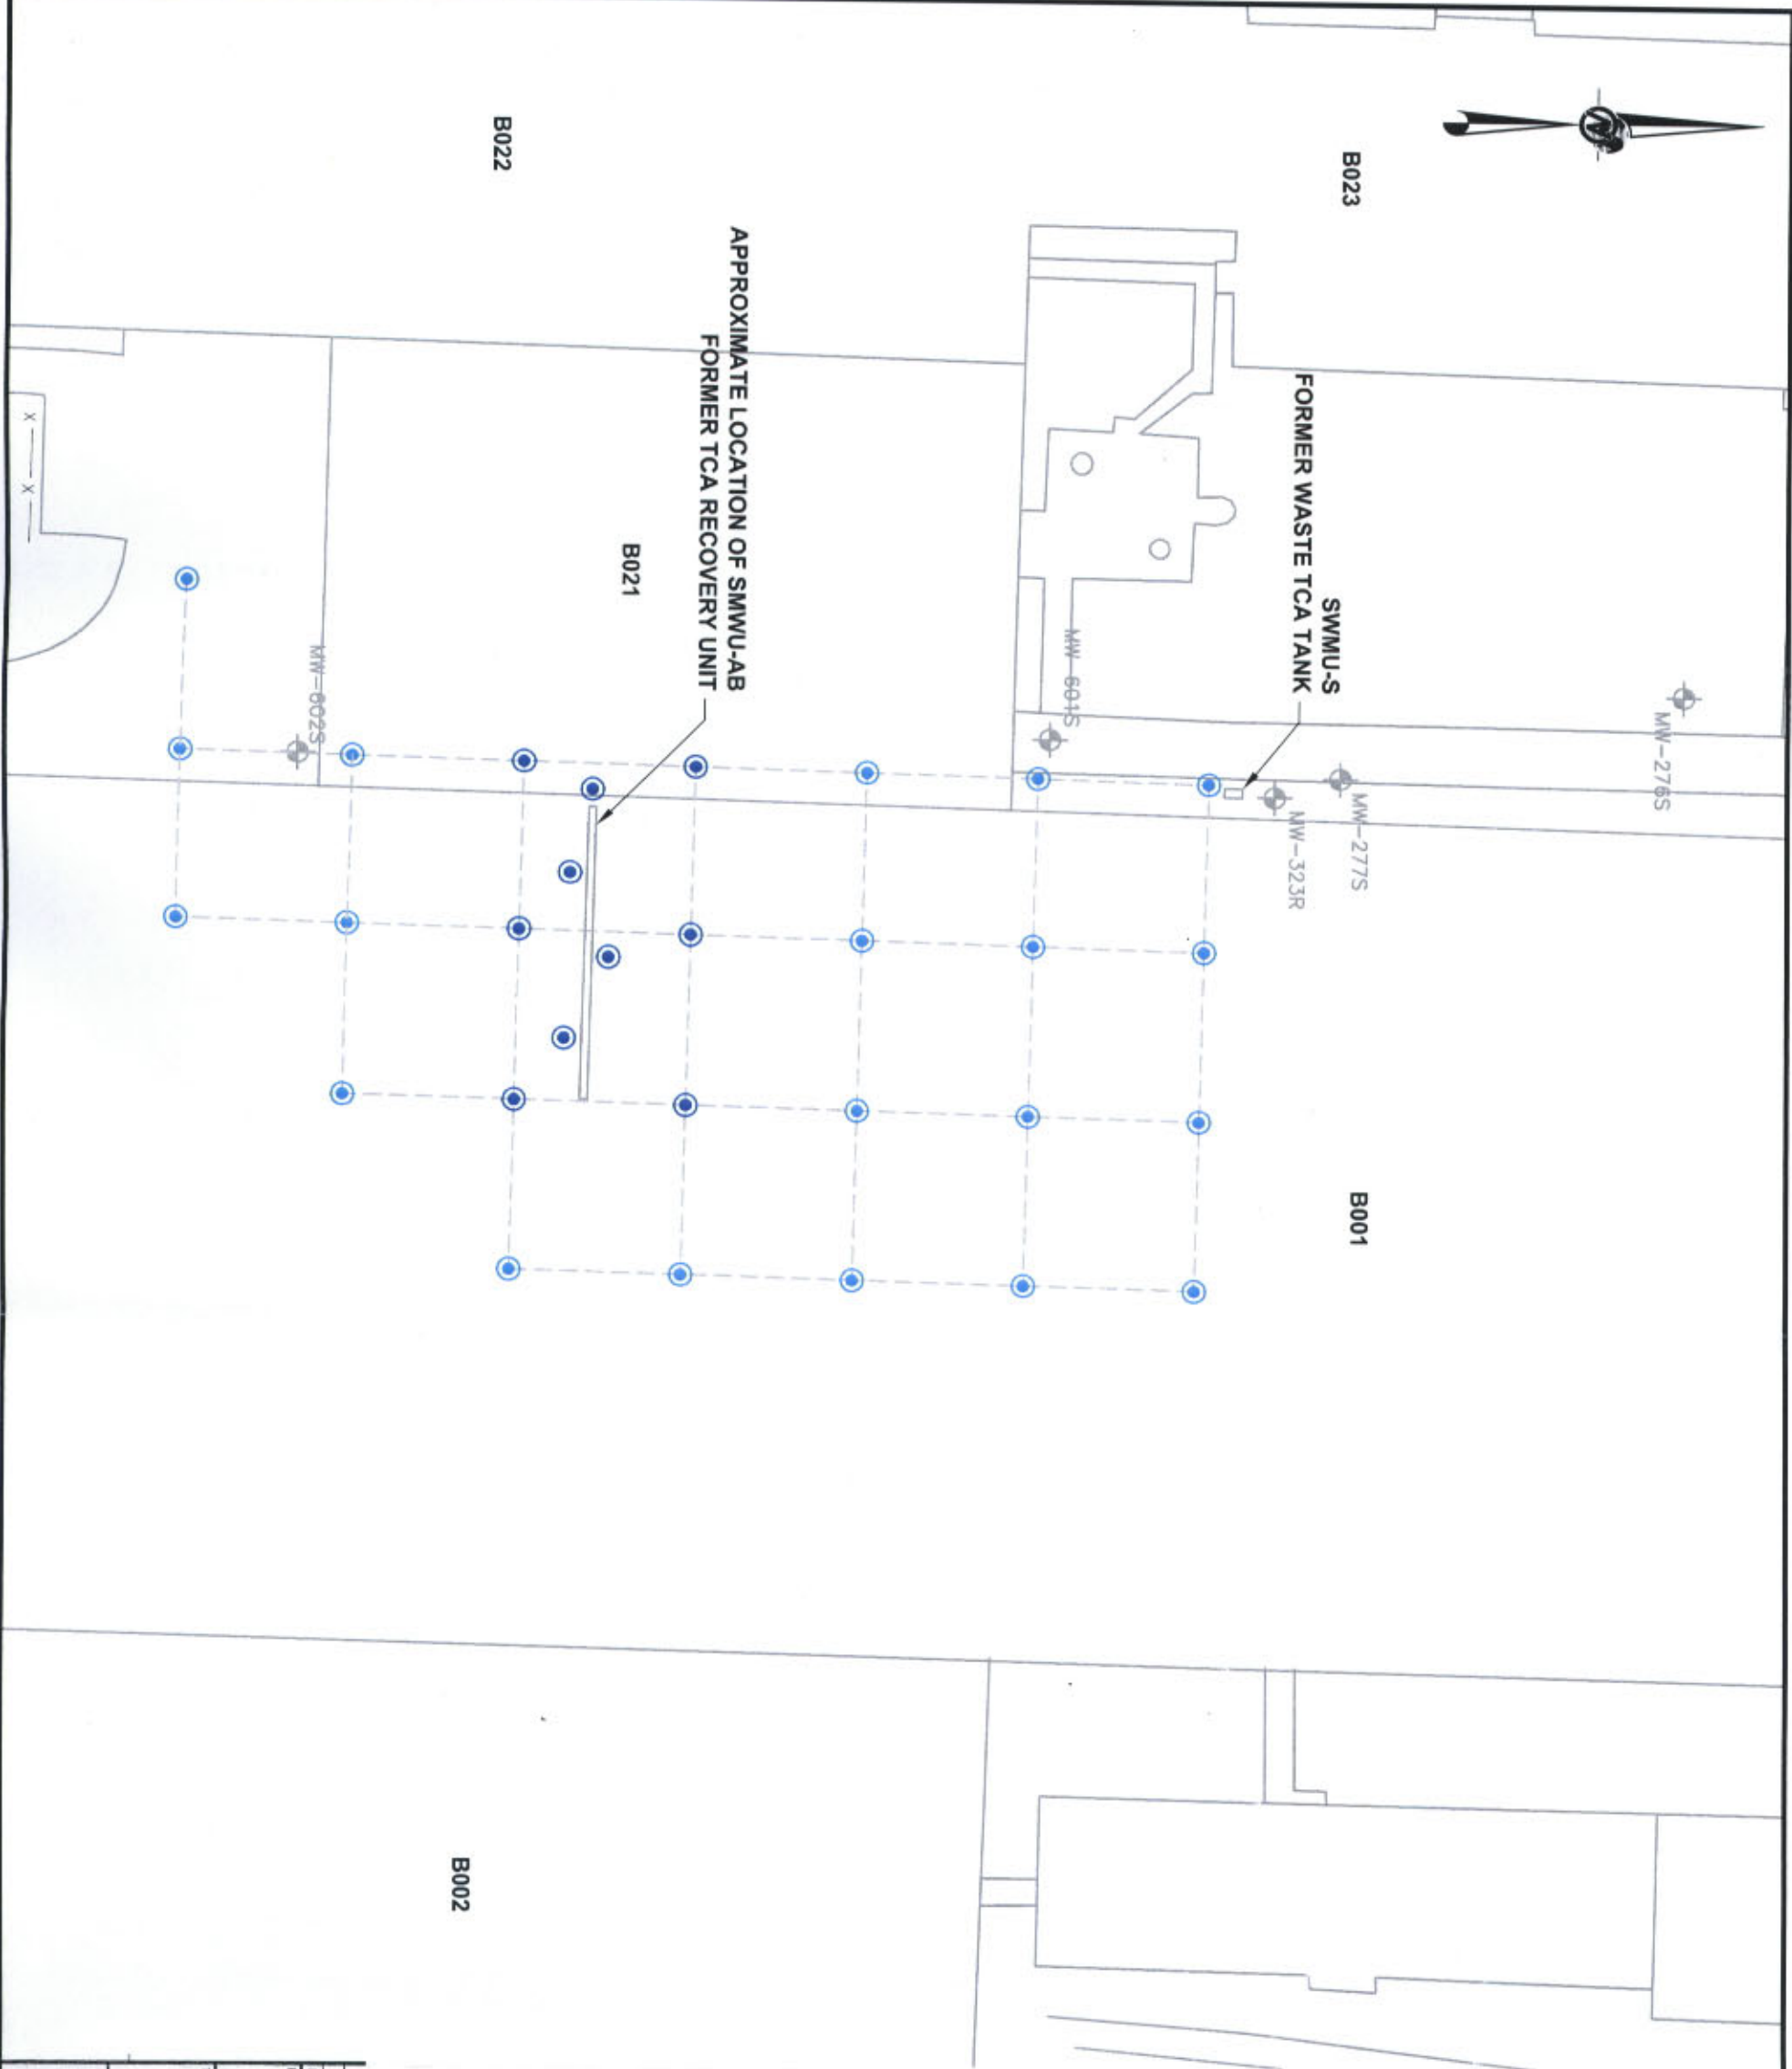 B023
B022
APPROXIMATE LOCATION OF SMWU-AB
FORMER TCA RECOVERY UNIT
SWMU-S
FORMER WASTE TCA TANK
B021
X
X
MW-276S
MW-277S
MW-323R
MW-601S
MW-602S
B001
B002